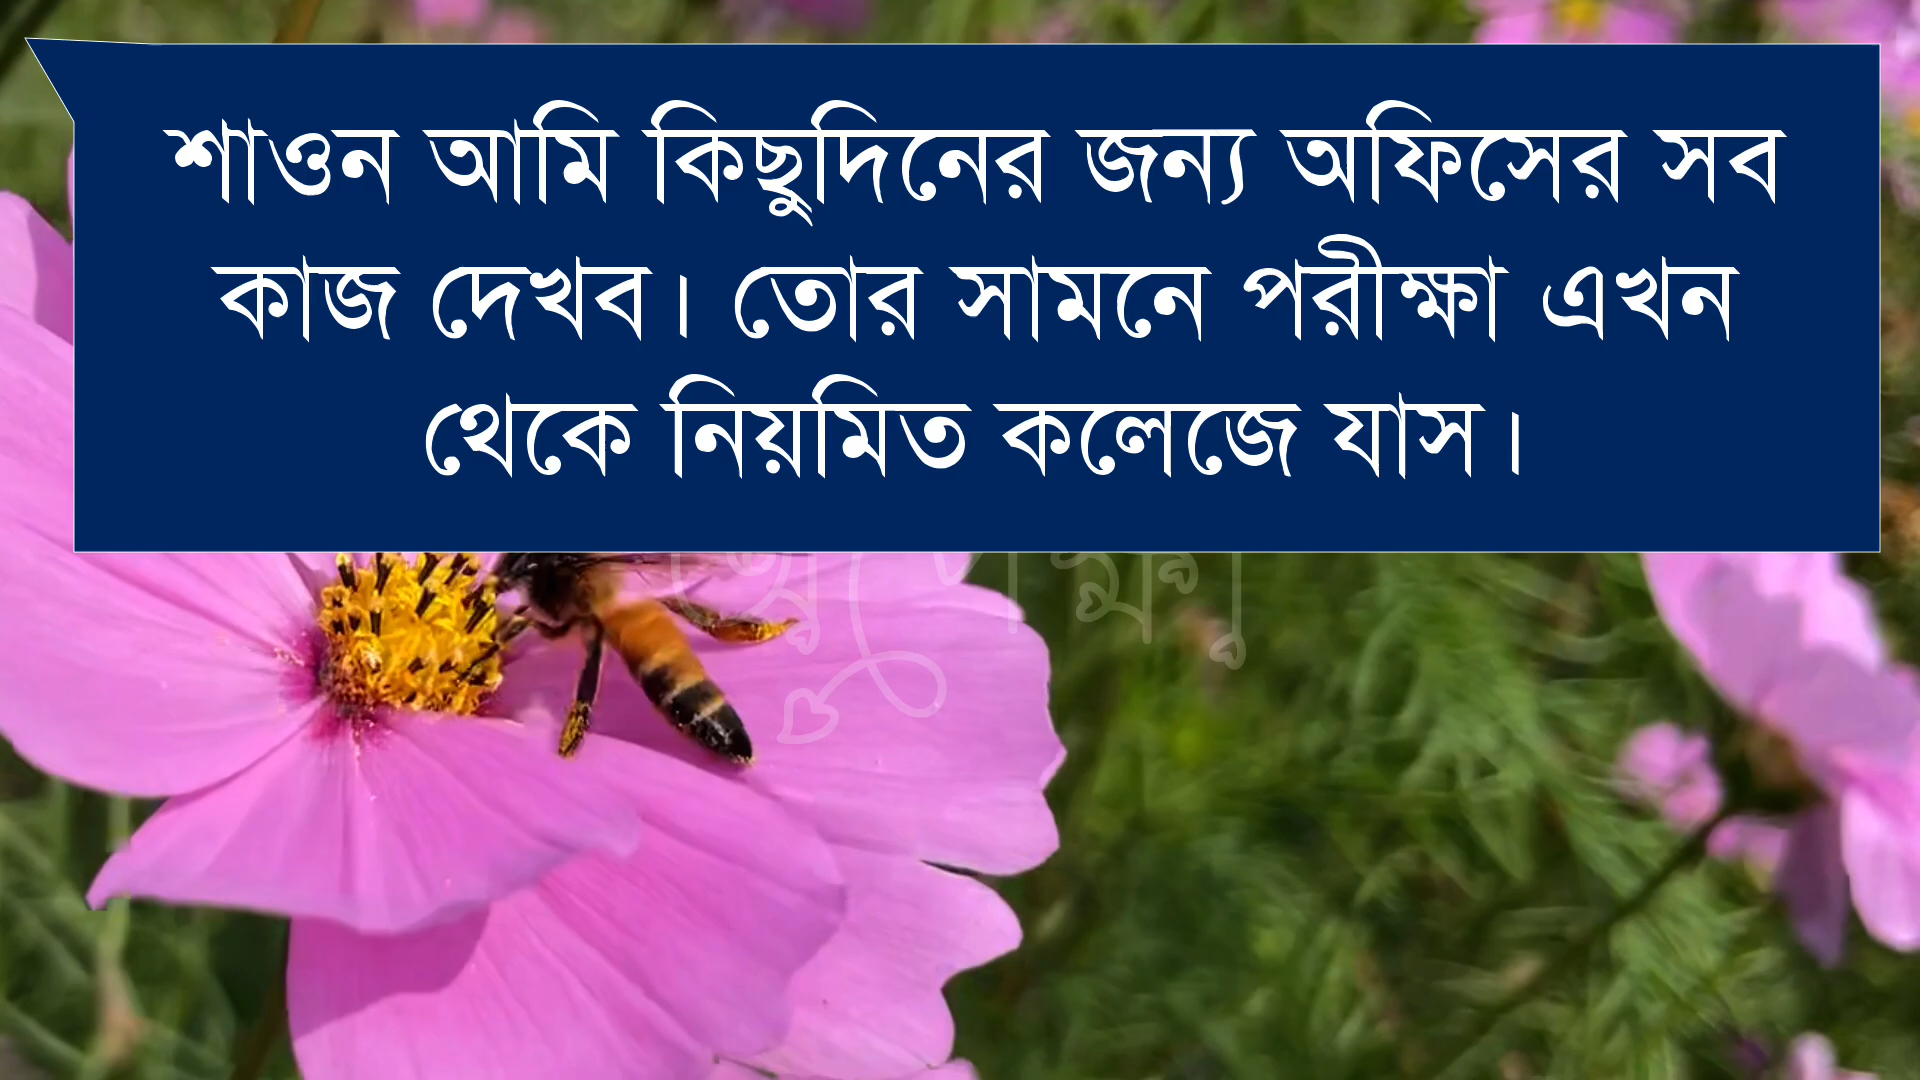 শাওন আমি কিছুদিনের জন্য অফিসের সব
কাজ দেখব। তোর সামনে পরীক্ষা এখন
থেকে নিয়মিত কলেজে যাস।